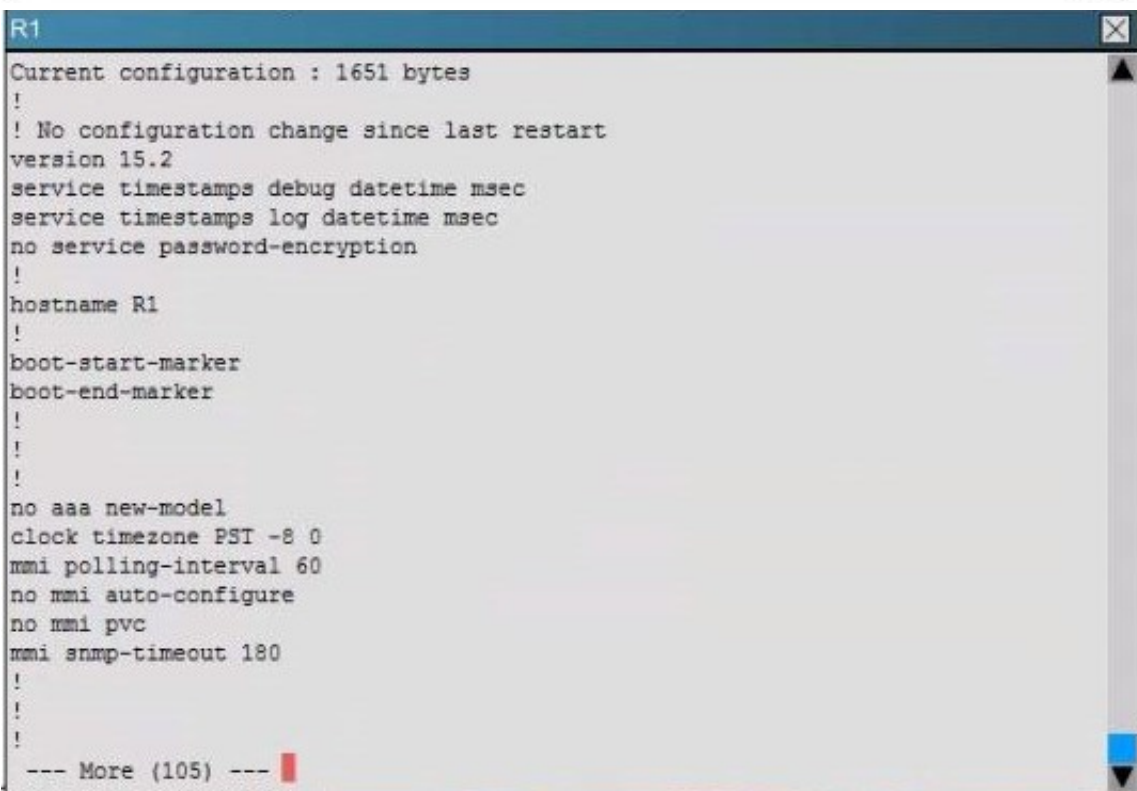 R1
Current configuration : 1651 bytes
!
! No configuration change since last restart
version 15.2
service timestamps debug datetime msec
service timestamps log datetime msec
no service password-encryption
!
hostname R1
!
boot-start-marker
boot-end-marker
!
!
!
no aaa new-model
clock timezone PST -8 0
mmi polling-interval 60
no mmi auto-configure
no mmi pvc
mmi snmp-timeout 180
!
!
!
--- More (105) ---